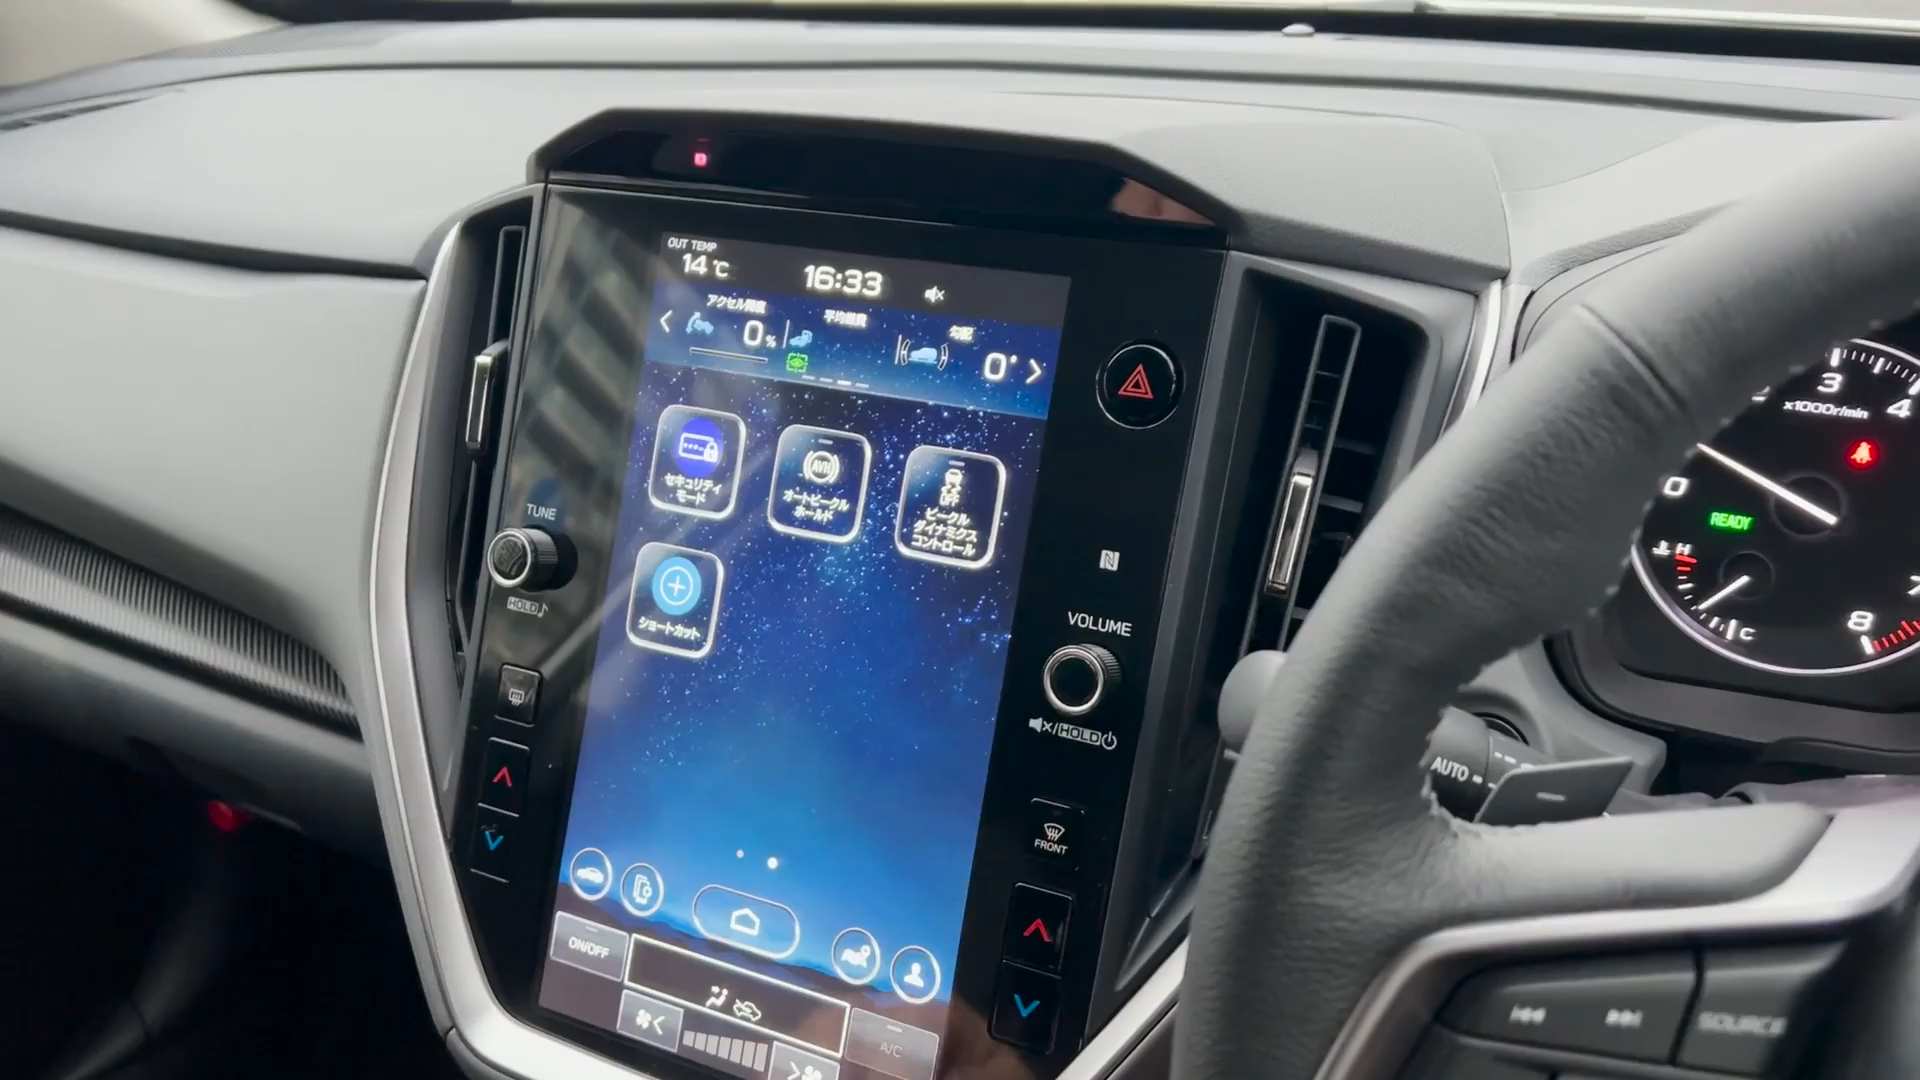 OUT TEMP
14 ℃
16:33
アクセル開度
0 %
平均燃費
勾配
0°
セキュリティ
モード
AVH
オートビークル
ホールド
OFF
ビークル
ダイナミクス
コントロール
ショートカット
TUNE
HOLD
VOLUME
HOLD
FRONT
ON/OFF
A/C
3
4
x1000r/min
0
READY
H
C
8
7
AUTO
SOURCE